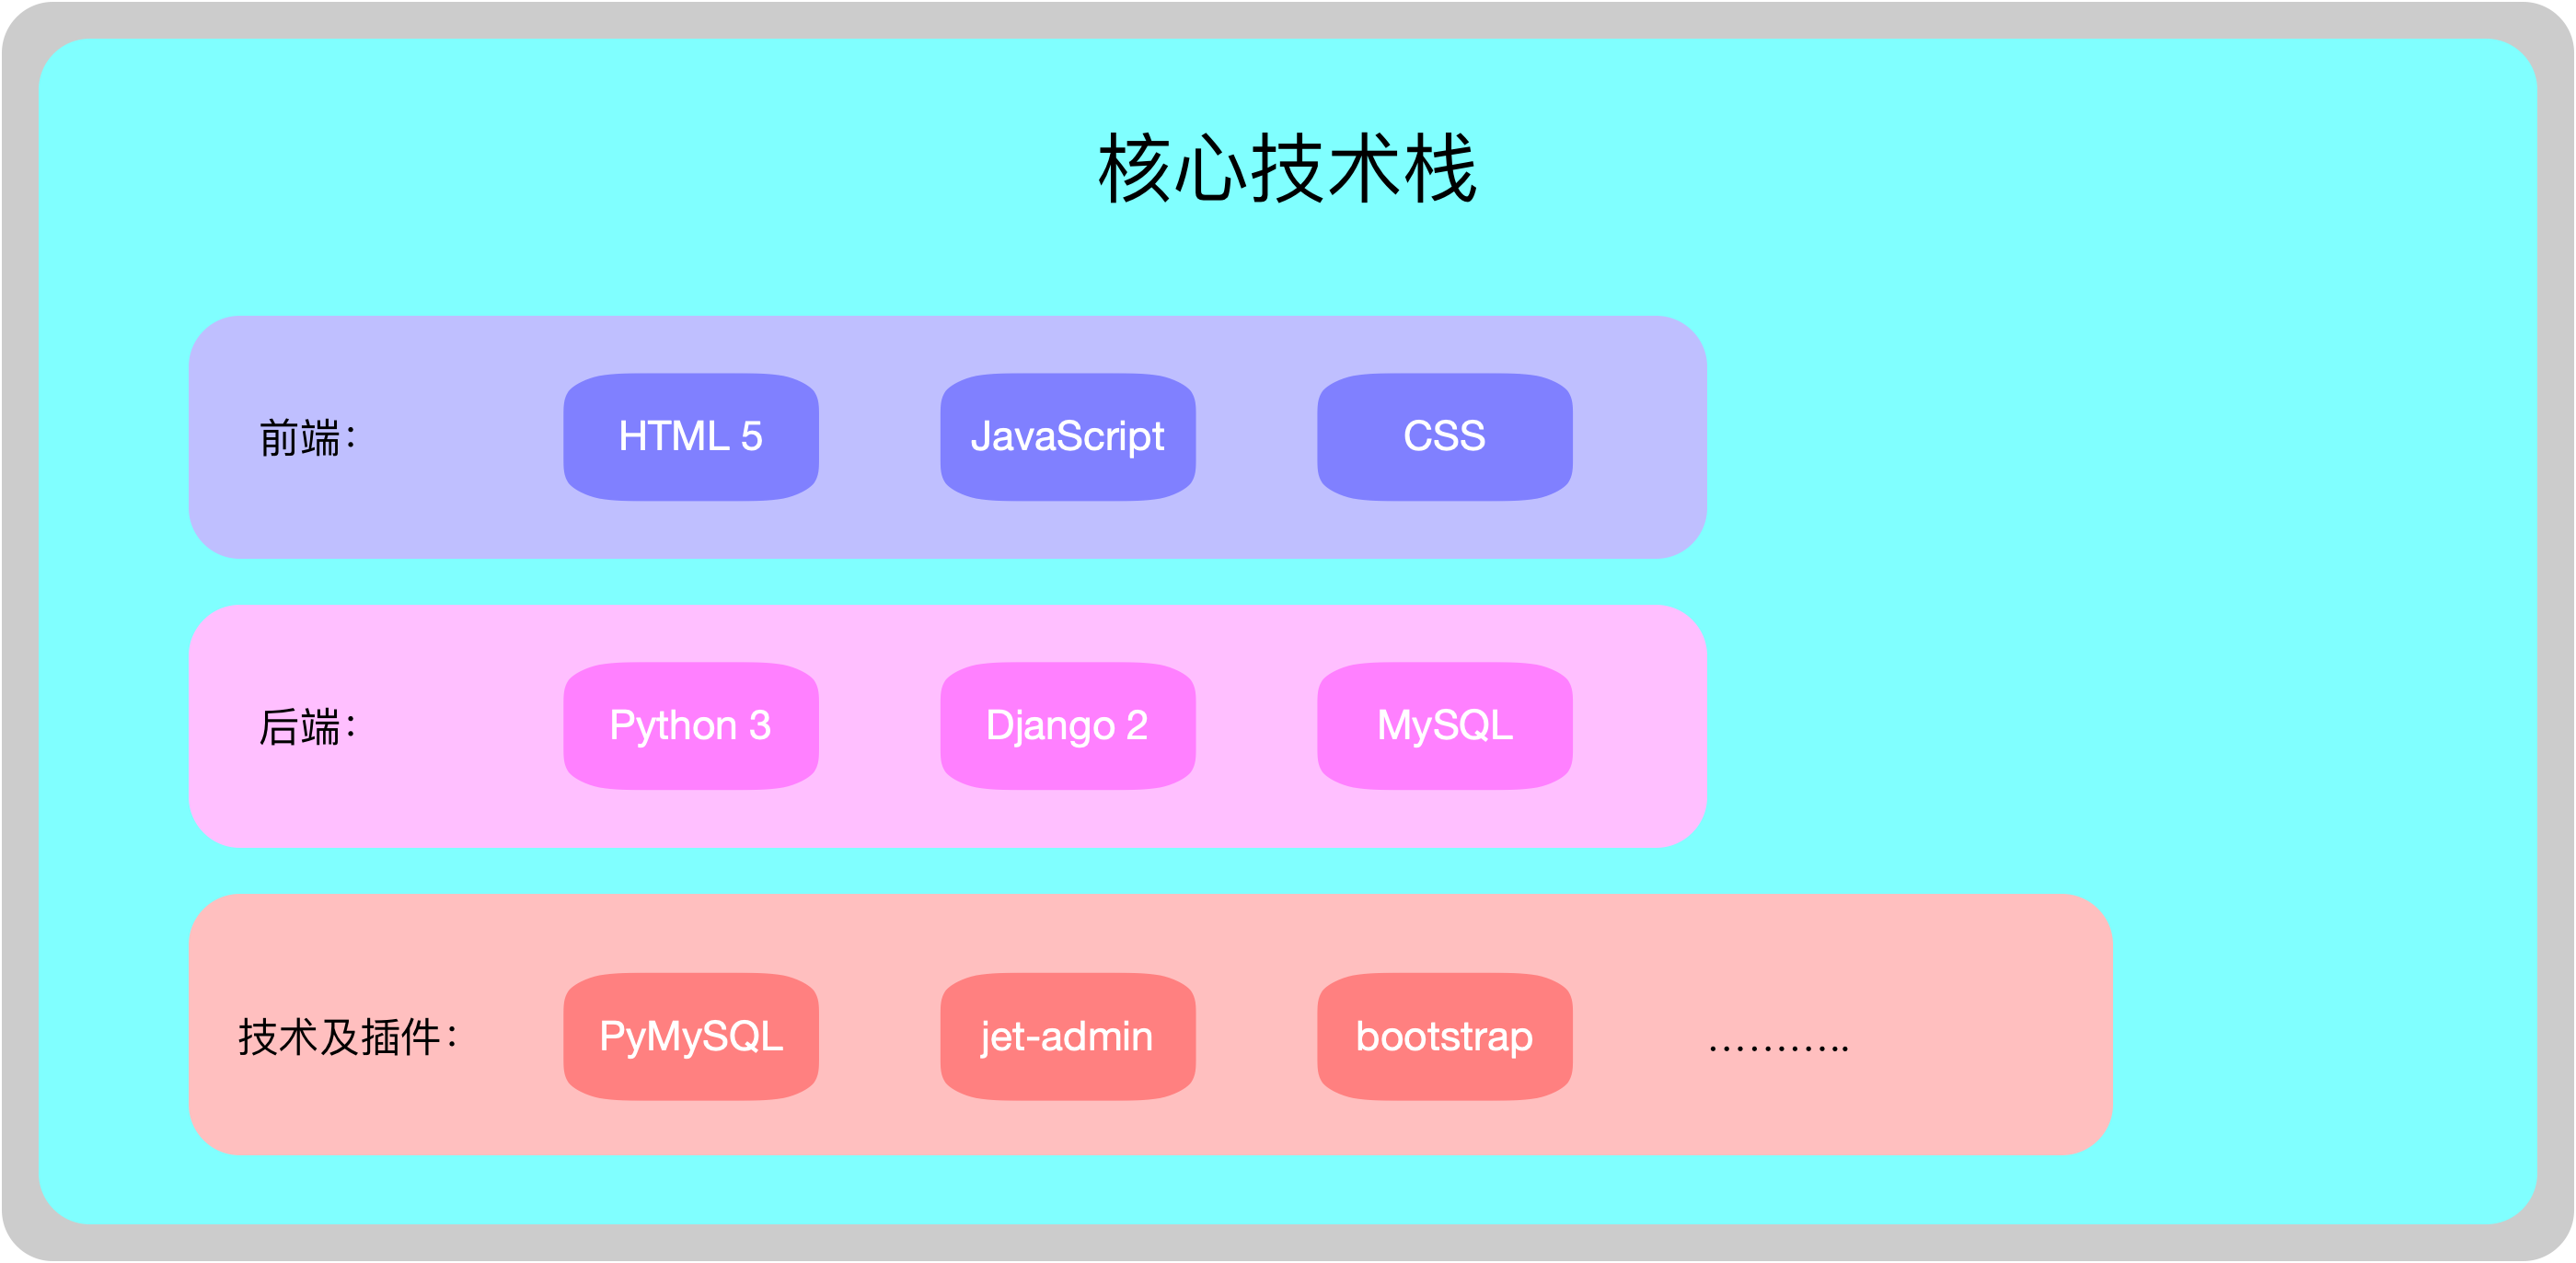 核心技术栈
前端： HTML 5 JavaScript CSS
后端： Python 3 Django 2 MySQL
技术及插件： PyMySQL jet-admin bootstrap ………..